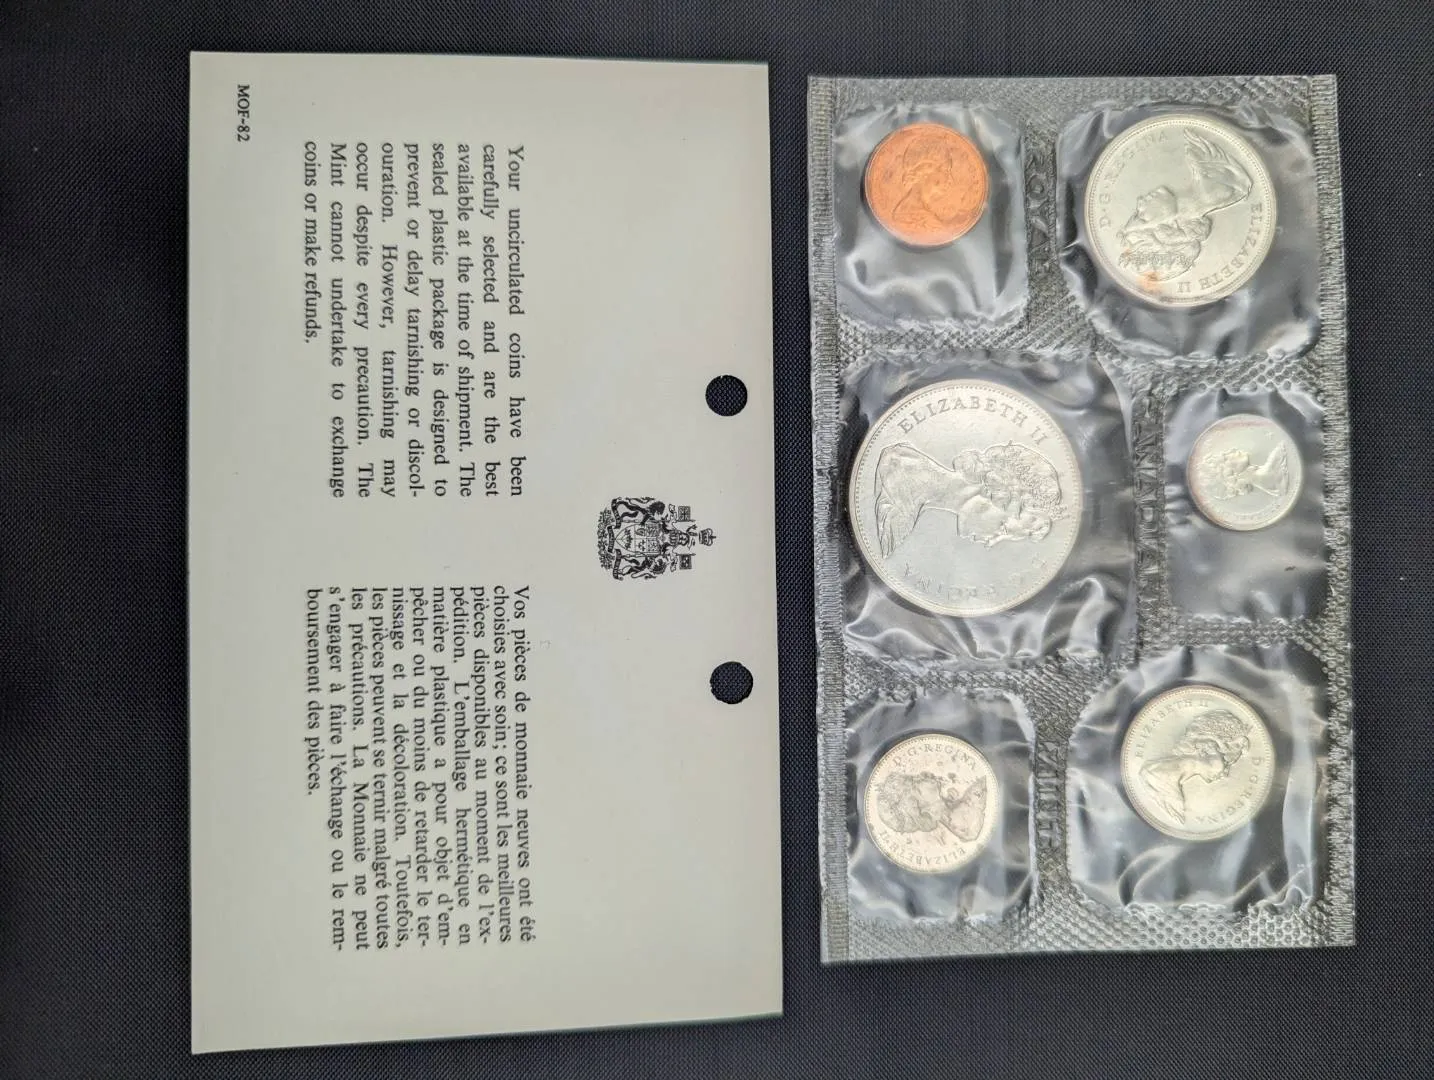 Your uncirculated coins have been
carefully selected and are the best
available at the time of shipment. The
sealed plastic package is designed to
prevent or delay tarnishing or discol-
ouration. However, tarnishing may
occur despite every precaution. The
Mint cannot undertake to exchange
coins or make refunds.
Vos pièces de monnaie neuves ont été
choisies avec soin; ce sont les meilleures
pièces disponibles au moment de l'ex-
pédition. L'emballage hermétique en
matière plastique a pour objet d'em-
pêcher ou du moins de retarder le ter-
nissage et la décoloration. Toutefois,
les pièces peuvent se ternir malgré toutes
les précautions. La Monnaie ne peut
s'engager à faire l'échange ou le rem-
boursement des pièces.
MOF-82
ROYAL
CANADIAN
MINT
ELIZABETH II
D·G·REGINA
ELIZABETH II
D·G·REGINA
ELIZABETH II
D·G·REGINA
ELIZABETH II
D·G·REGINA